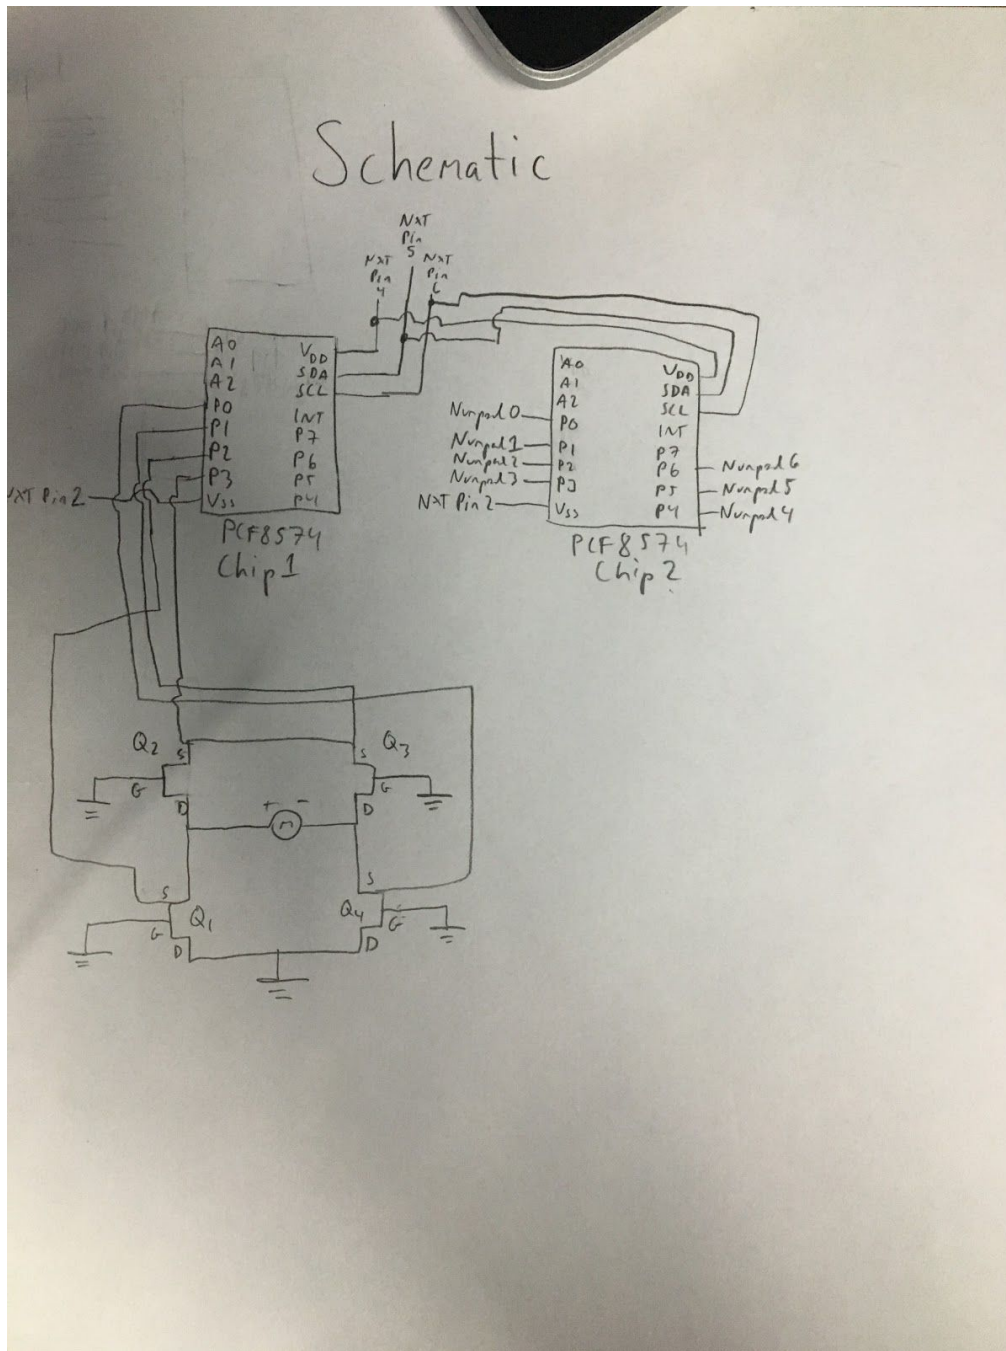 Schematic
NXT
Pin
5
NXT
Pin
4
NXT
Pin
6
A0
A1
A2
P0
P1
P2
P3
VSS
VDD
SDA
SCL
INT
P7
P6
P5
P4
NXT Pin 2
PCF8574
Chip 1
A0
A1
A2
P0
P1
P2
P3
VSS
VDD
SDA
SCL
INT
P7
P6
P5
P4
Numpad 0
Numpad 1
Numpad 2
Numpad 3
NXT Pin 2
Numpad 6
Numpad 5
Numpad 4
PCF8574
Chip 2
Q2
S
G
D
Q3
S
G
D
+
-
M
Q1
S
G
D
Q4
S
G
D